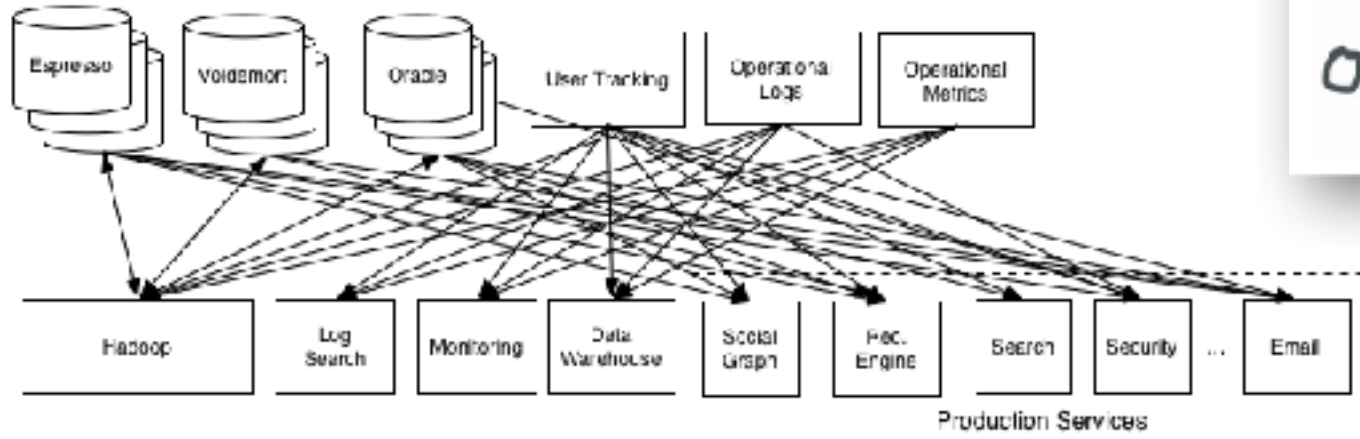 Espresso
Voldemort
Oracle
User Tracking
Operational
Logs
Operational
Metrics
Hadoop
Log
Search
Monitoring
Data
Warehouse
Social
Graph
Rec.
Engine
Search
Security
...
Email
Production Services